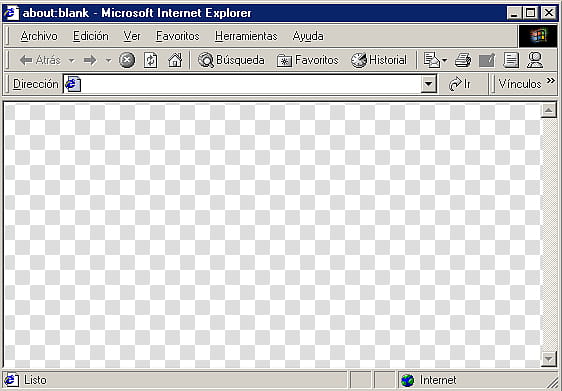 about:blank - Microsoft Internet Explorer
Archivo Edición Ver Favoritos Herramientas Ayuda
Atrás Búsqueda Favoritos Historial
Dirección Ir Vínculos »
Listo Internet